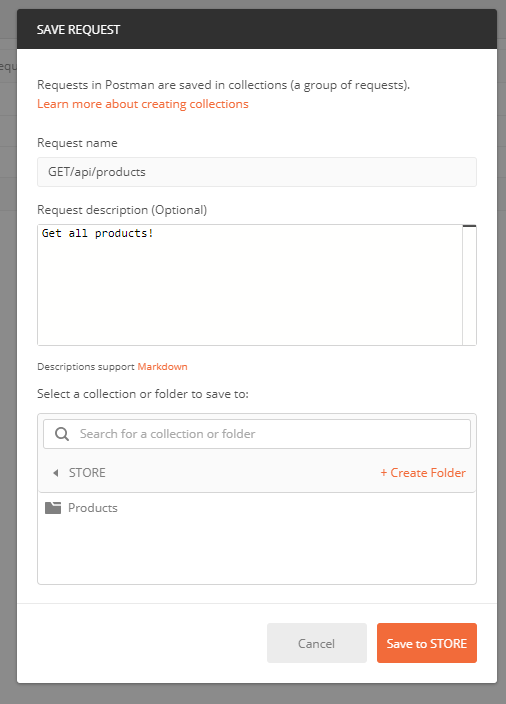 SAVE REQUEST
Requests in Postman are saved in collections (a group of requests).
Learn more about creating collections
Request name
GET/api/products
Request description (Optional)
Get all products!
Descriptions support Markdown
Select a collection or folder to save to:
Search for a collection or folder
STORE + Create Folder
Products
Cancel Save to STORE